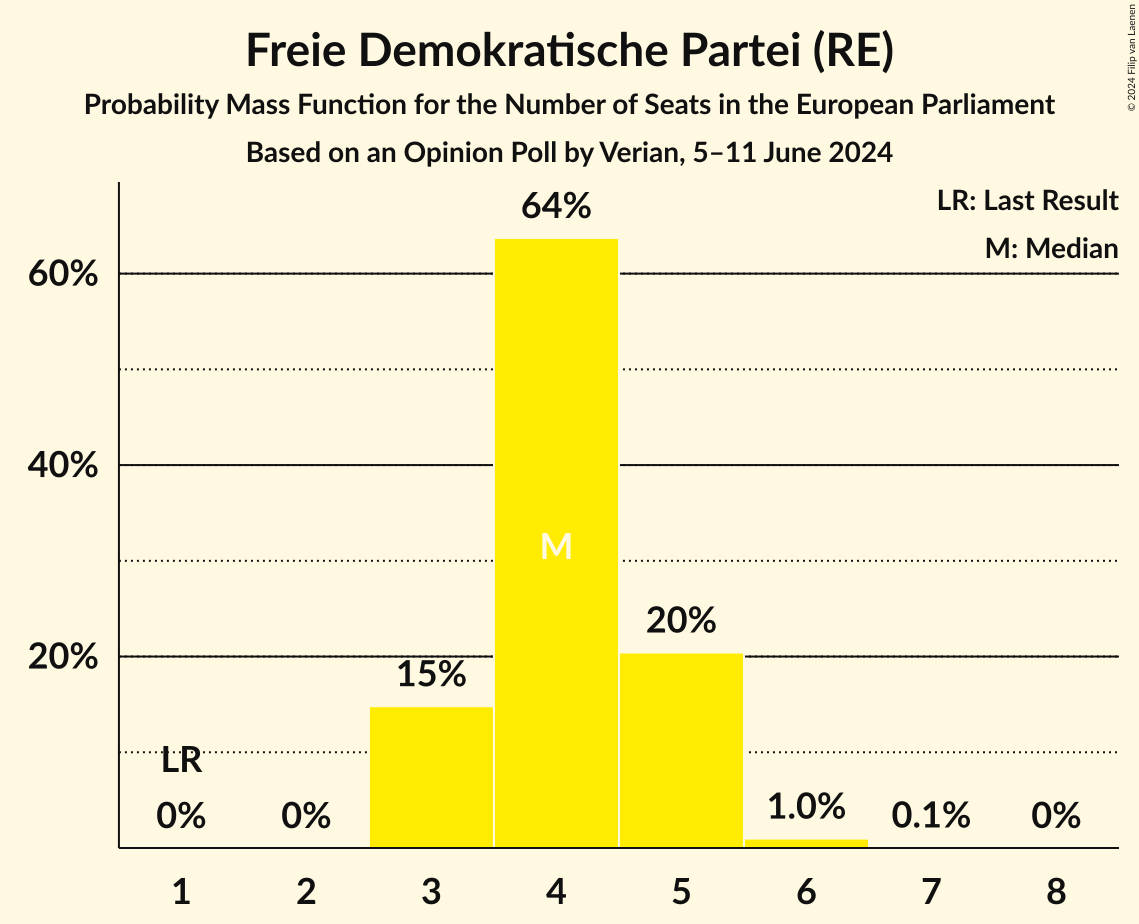 Freie Demokratische Partei (RE)
Probability Mass Function for the Number of Seats in the European Parliament
Based on an Opinion Poll by Verian, 5–11 June 2024
© 2024 Filip van Laenen
LR: Last Result
M: Median
64%
60%
40%
M
20%
20%
15%
LR
0%
0%
1.0%
0.1%
0%
1 2 3 4 5 6 7 8